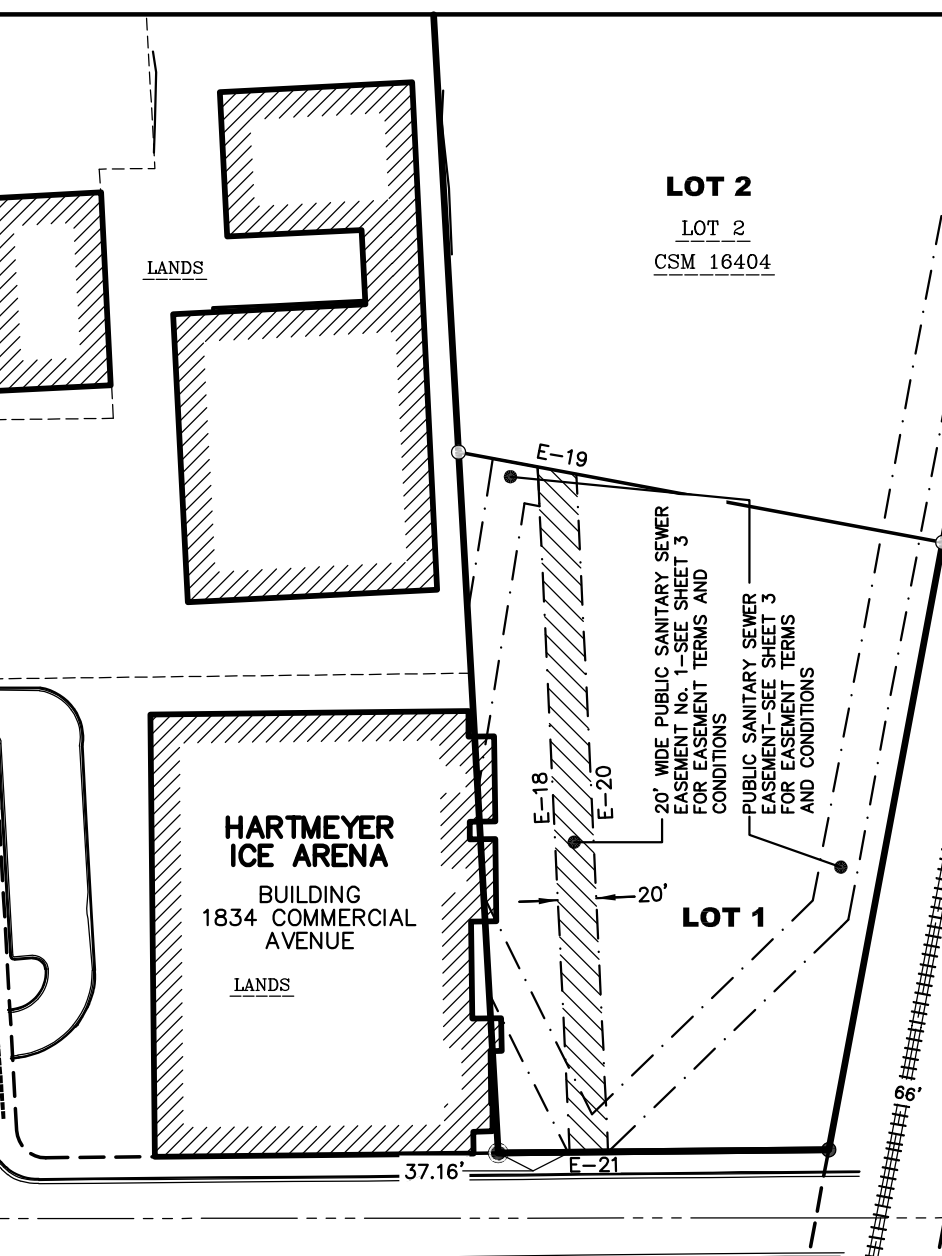 LOT 2
LOT 2
CSM 16404
LANDS
E-19
20' WIDE PUBLIC SANITARY SEWER
EASEMENT No. 1-SEE SHEET 3
FOR EASEMENT TERMS AND
CONDITIONS
PUBLIC SANITARY SEWER
EASEMENT-SEE SHEET 3
FOR EASEMENT TERMS
AND CONDITIONS
E-18
E-20
HARTMEYER
ICE ARENA
BUILDING
1834 COMMERCIAL
AVENUE
LANDS
20'
LOT 1
66'
37.16'
E-21